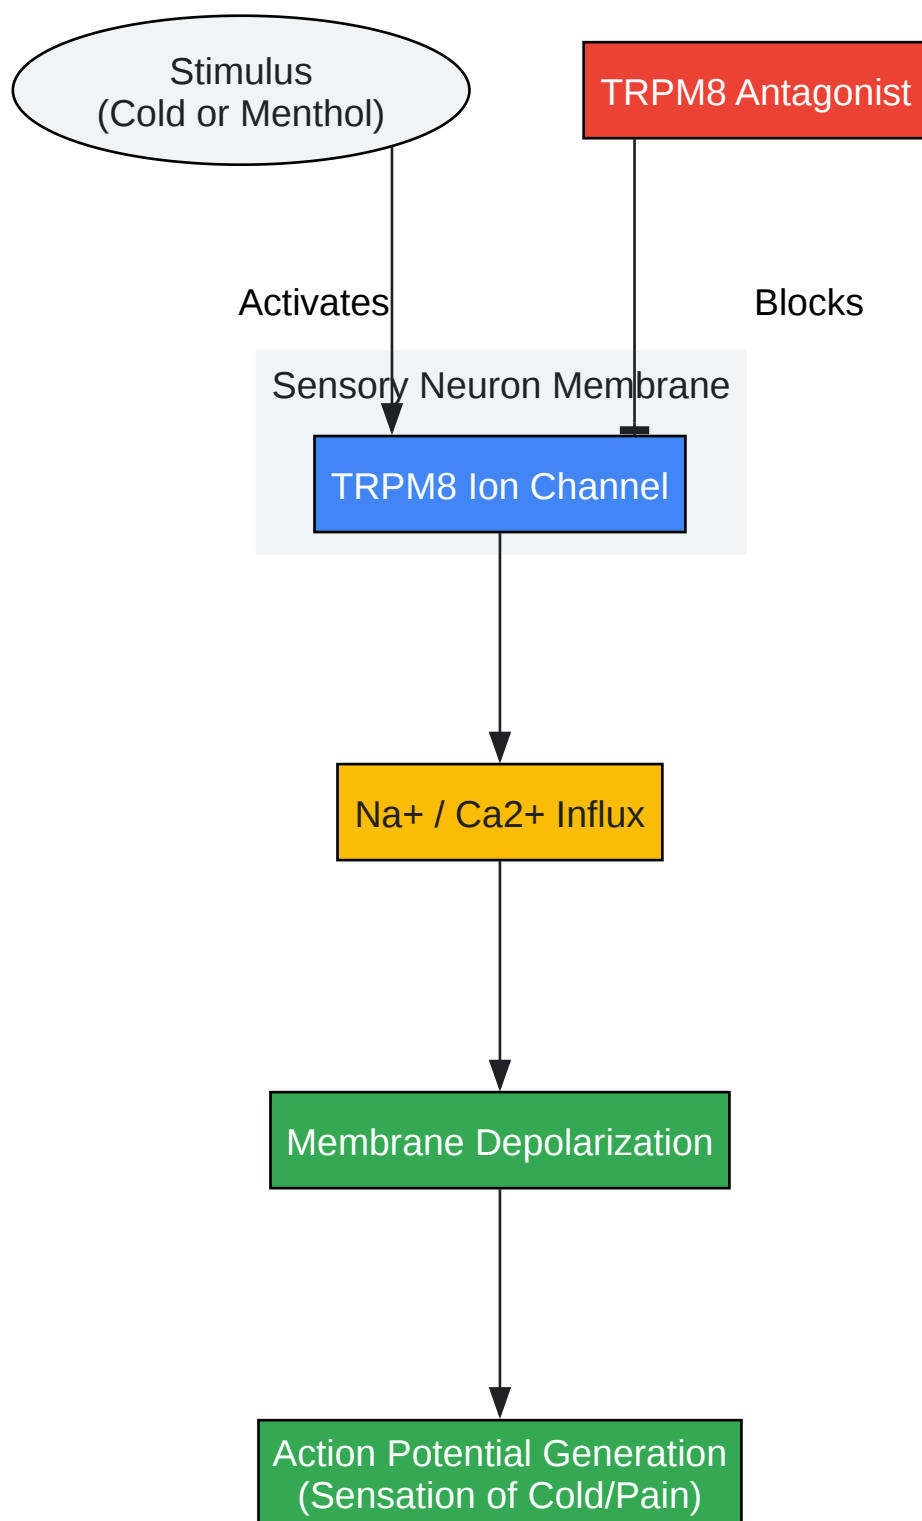 Stimulus
(Cold or Menthol)
TRPM8 Antagonist
Activates
Blocks
Sensory Neuron Membrane
TRPM8 Ion Channel
Na+ / Ca2+ Influx
Membrane Depolarization
Action Potential Generation
(Sensation of Cold/Pain)